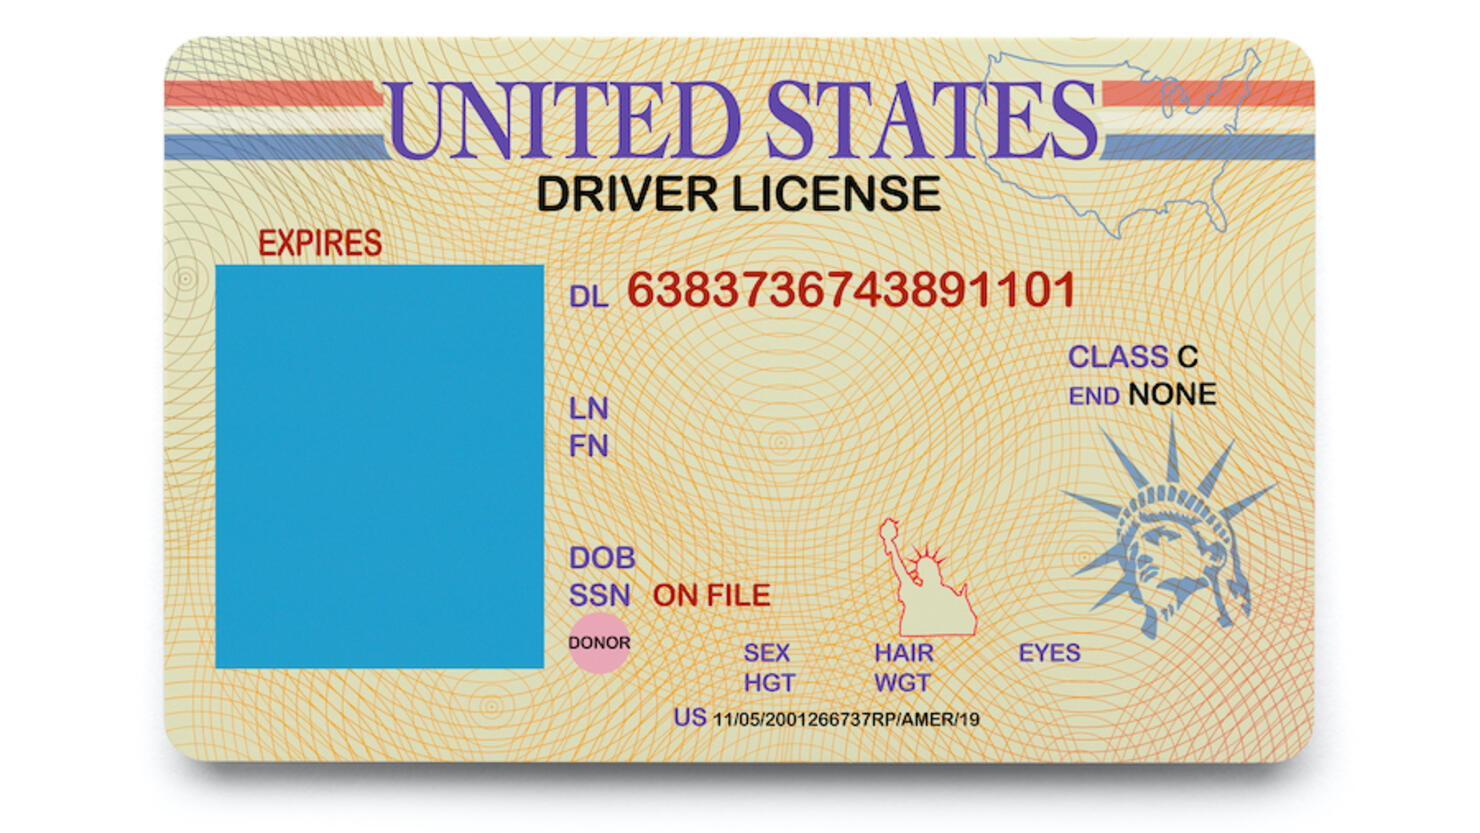 UNITED STATES
DRIVER LICENSE
EXPIRES
DL 6383736743891101
CLASS C
END NONE
LN
FN
DOB
SSN ON FILE
DONOR
SEX HAIR EYES
HGT WGT
US 11/05/2001266737RP/AMER/19